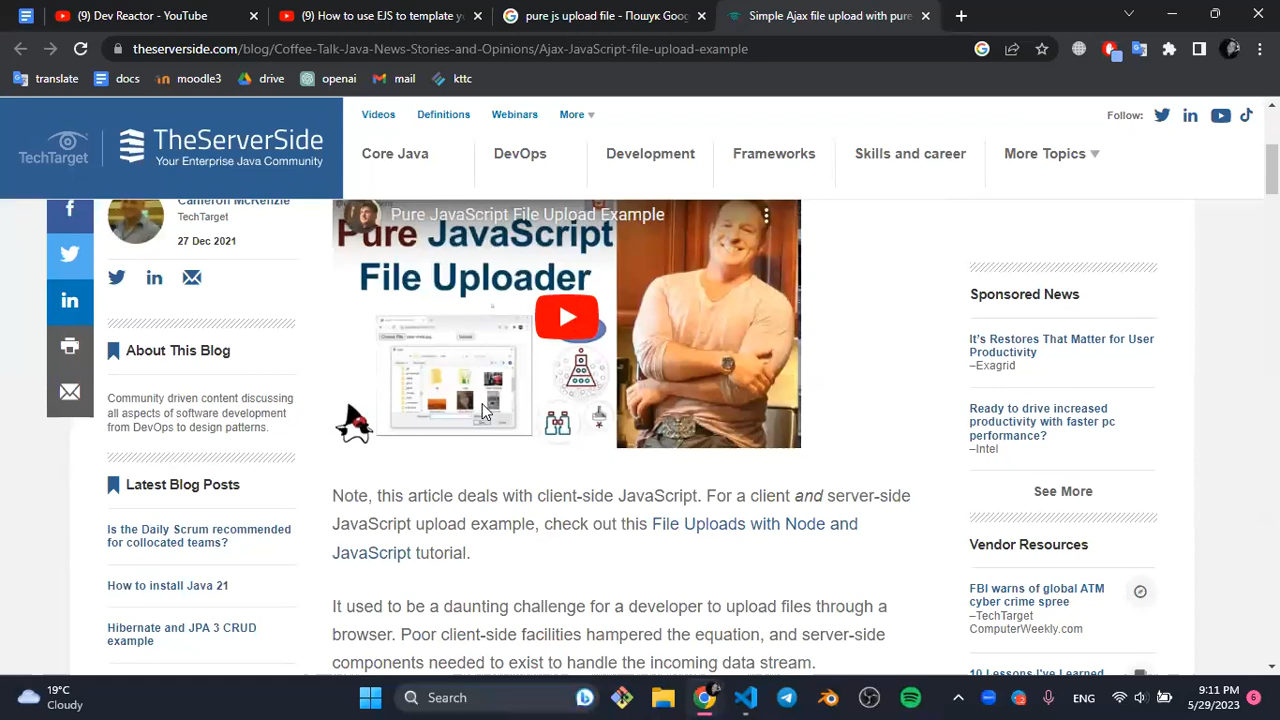 (9) Dev Reactor - YouTube
(9) How to use EJS to template y
pure js upload file - Пошук Goog
Simple Ajax file upload with pure
theserverside.com/blog/Coffee-Talk-Java-News-Stories-and-Opinions/Ajax-JavaScript-file-upload-example
translate
docs
moodle3
drive
openai
mail
kttc
TechTarget
TheServerSide
Your Enterprise Java Community
Videos
Definitions
Webinars
More
Follow:
Core Java
DevOps
Development
Frameworks
Skills and career
More Topics
Cameron McKenzie
TechTarget
27 Dec 2021
About This Blog
Community driven content discussing
all aspects of software development
from DevOps to design patterns.
Latest Blog Posts
Is the Daily Scrum recommended
for collocated teams?
How to install Java 21
Hibernate and JPA 3 CRUD
example
Pure JavaScript File Upload Example
Pure JavaScript
File Uploader
Note, this article deals with client-side JavaScript. For a client and server-side
JavaScript upload example, check out this File Uploads with Node and
JavaScript tutorial.
It used to be a daunting challenge for a developer to upload files through a
browser. Poor client-side facilities hampered the equation, and server-side
components needed to exist to handle the incoming data stream.
Sponsored News
It's Restores That Matter for User
Productivity
–Exagrid
Ready to drive increased
productivity with faster pc
performance?
–Intel
See More
Vendor Resources
FBI warns of global ATM
cyber crime spree
–TechTarget
ComputerWeekly.com
10 Lessons I've Learned
19°C
Cloudy
Search
ENG
9:11 PM
5/29/2023
6